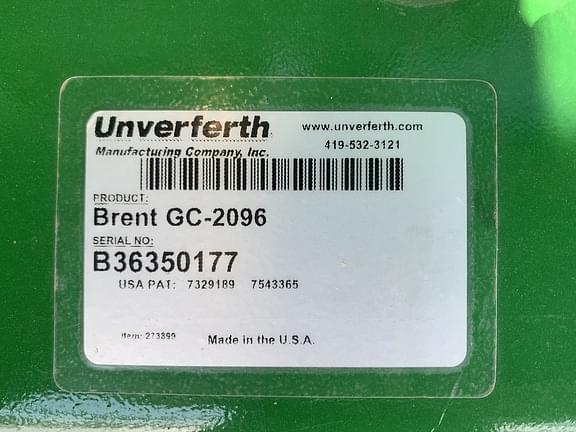 Unverferth www.unverferth.com
Manufacturing Company, Inc. 419-532-3121
PRODUCT:
Brent GC-2096
SERIAL NO:
B36350177
USA PAT: 7329189 7543365
Item: 273899 Made in the U.S.A.